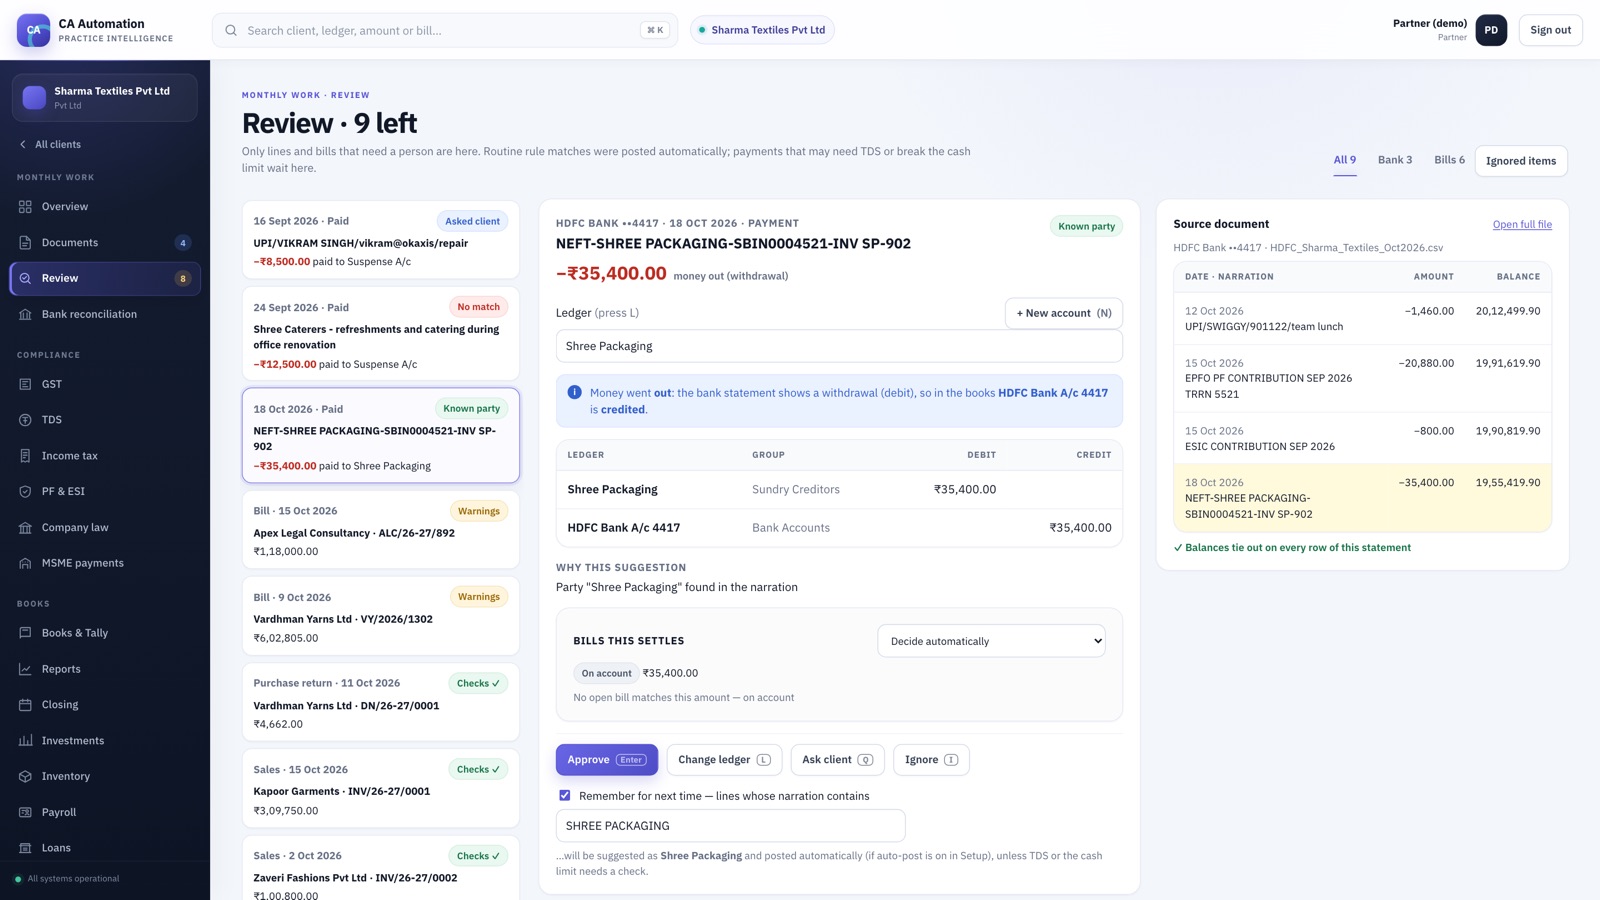 CA
CA Automation
PRACTICE INTELLIGENCE
Search client, ledger, amount or bill...
⌘ K
Sharma Textiles Pvt Ltd
Partner (demo)
Partner
PD
Sign out
Sharma Textiles Pvt Ltd
Pvt Ltd
All clients
MONTHLY WORK
Overview
Documents 4
Review 8
Bank reconciliation
COMPLIANCE
GST
TDS
Income tax
PF & ESI
Company law
MSME payments
BOOKS
Books & Tally
Reports
Closing
Investments
Inventory
Payroll
Loans
All systems operational
MONTHLY WORK · REVIEW
Review · 9 left
Only lines and bills that need a person are here. Routine rule matches were posted automatically; payments that may need TDS or break the cash
limit wait here.
All 9
Bank 3
Bills 6
Ignored items
16 Sept 2026 · Paid
Asked client
UPI/VIKRAM SINGH/vikram@okaxis/repair
−₹8,500.00 paid to Suspense A/c
24 Sept 2026 · Paid
No match
Shree Caterers - refreshments and catering during
office renovation
−₹12,500.00 paid to Suspense A/c
18 Oct 2026 · Paid
Known party
NEFT-SHREE PACKAGING-SBIN0004521-INV SP-
902
−₹35,400.00 paid to Shree Packaging
Bill · 15 Oct 2026
Warnings
Apex Legal Consultancy · ALC/26-27/892
₹1,18,000.00
Bill · 9 Oct 2026
Warnings
Vardhman Yarns Ltd · VY/2026/1302
₹6,02,805.00
Purchase return · 11 Oct 2026
Checks ✓
Vardhman Yarns Ltd · DN/26-27/0001
₹4,662.00
Sales · 15 Oct 2026
Checks ✓
Kapoor Garments · INV/26-27/0001
₹3,09,750.00
Sales · 2 Oct 2026
Checks ✓
Zaveri Fashions Pvt Ltd · INV/26-27/0002
₹1,00,800.00
HDFC BANK ••4417 · 18 OCT 2026 · PAYMENT
Known party
NEFT-SHREE PACKAGING-SBIN0004521-INV SP-902
−₹35,400.00 money out (withdrawal)
Ledger (press L)
+ New account (N)
Shree Packaging
Money went out: the bank statement shows a withdrawal (debit), so in the books HDFC Bank A/c 4417
is credited.
LEDGER GROUP DEBIT CREDIT
Shree Packaging Sundry Creditors ₹35,400.00
HDFC Bank A/c 4417 Bank Accounts ₹35,400.00
WHY THIS SUGGESTION
Party "Shree Packaging" found in the narration
BILLS THIS SETTLES
Decide automatically
On account ₹35,400.00
No open bill matches this amount — on account
Approve Enter
Change ledger L
Ask client Q
Ignore I
Remember for next time — lines whose narration contains
SHREE PACKAGING
...will be suggested as Shree Packaging and posted automatically (if auto-post is on in Setup), unless TDS or the cash
limit needs a check.
Source document
Open full file
HDFC Bank ••4417 · HDFC_Sharma_Textiles_Oct2026.csv
DATE · NARRATION AMOUNT BALANCE
12 Oct 2026 −1,460.00 20,12,499.90
UPI/SWIGGY/901122/team lunch
15 Oct 2026 −20,880.00 19,91,619.90
EPFO PF CONTRIBUTION SEP 2026
TRRN 5521
15 Oct 2026 −800.00 19,90,819.90
ESIC CONTRIBUTION SEP 2026
18 Oct 2026 −35,400.00 19,55,419.90
NEFT-SHREE PACKAGING-
SBIN0004521-INV SP-902
✓ Balances tie out on every row of this statement